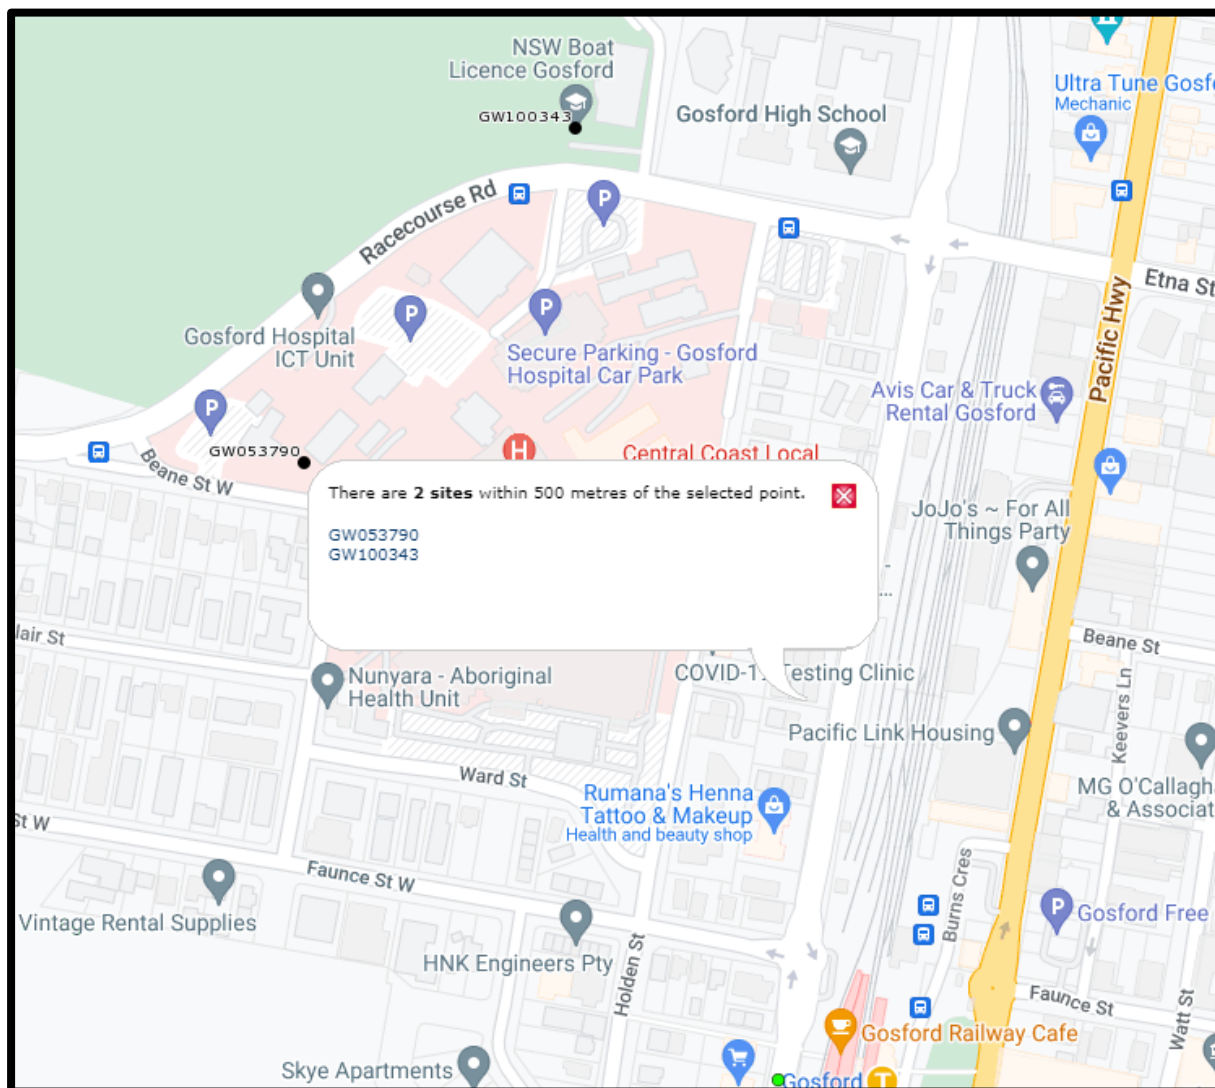 NSW Boat
Licence Gosford
GW100343
Gosford High School
Ultra Tune Gosf
Mechanic
Racecourse Rd
P
Etna St
Pacific Hwy
Gosford Hospital
ICT Unit
P
P
Secure Parking - Gosford
Hospital Car Park
Avis Car & Truck
Rental Gosford
P
GW053790
H
Central Coast Local
Beane St W
There are 2 sites within 500 metres of the selected point.
GW053790
GW100343
JoJo's ~ For All
Things Party
lair St
Beane St
Nunyara - Aboriginal
Health Unit
COVID-1
Testing Clinic
Pacific Link Housing
Keevers Ln
Ward St
Rumana's Henna
Tattoo & Makeup
Health and beauty shop
MG O'Callagh
& Associat
St W
Faunce St W
Vintage Rental Supplies
Burns Cres
P
Gosford Free
HNK Engineers Pty
Holden St
Faunce St
Watt St
Gosford Railway Cafe
Skye Apartments
Gosford
T